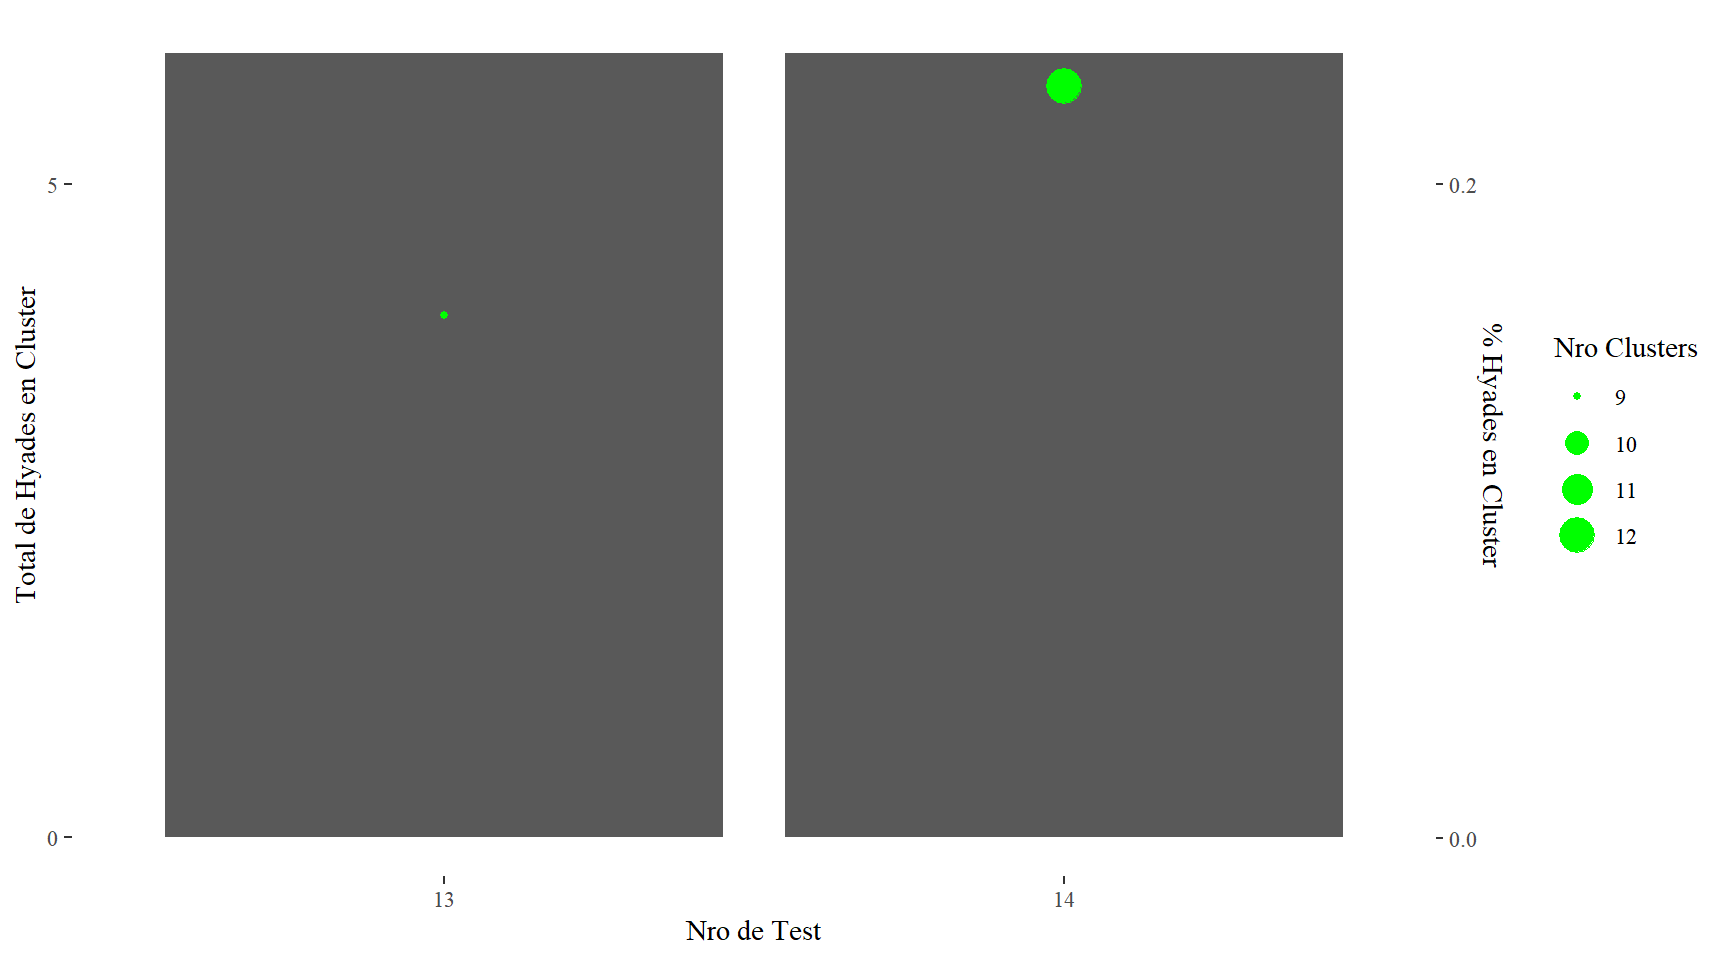 Total de Hyades en Cluster
5
0
13
14
Nro de Test
0.2
0.0
% Hyades en Cluster
Nro Clusters
9
10
11
12